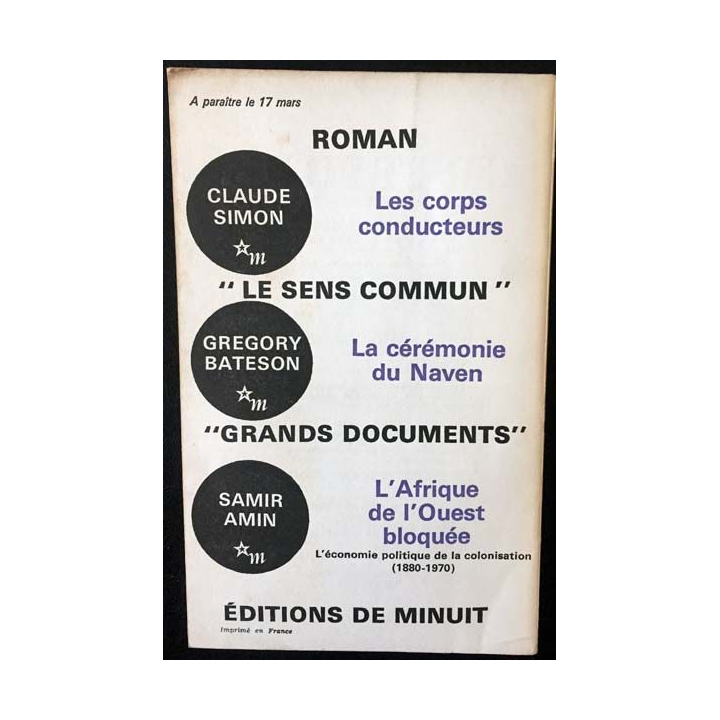 A paraître le 17 mars
ROMAN
CLAUDE
SIMON
m
Les corps
conducteurs
" LE SENS COMMUN "
GREGORY
BATESON
m
La cérémonie
du Naven
"GRANDS DOCUMENTS"
SAMIR
AMIN
m
L'Afrique
de l'Ouest
bloquée
L'économie politique de la colonisation
(1880-1970)
ÉDITIONS DE MINUIT
Imprimé en France